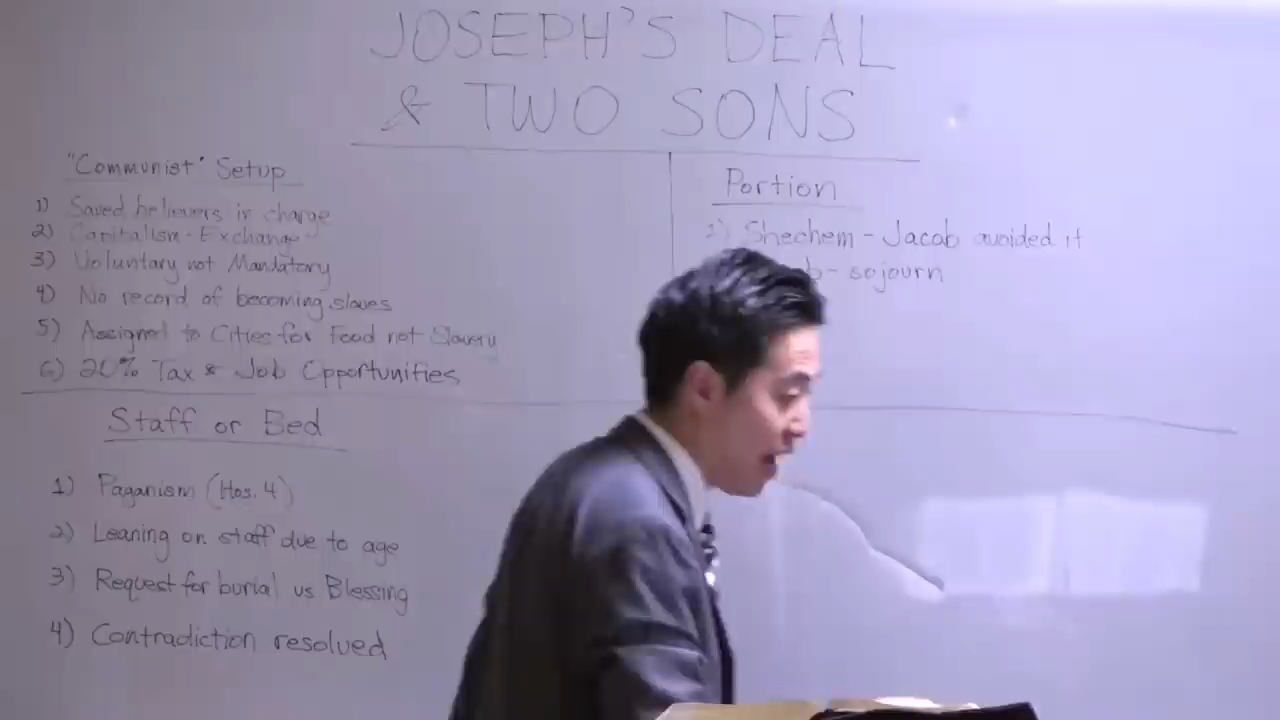 JOSEPH'S DEAL
& TWO SONS
"Communist" Setup
1) Saved believers in charge
2) Capitalism-Exchange
3) Voluntary not Mandatory
4) No record of becoming slaves
5) Assigned to Cities for Food not Slavery
6) 20% Tax & Job Opportunities
Staff or Bed
1) Paganism (Hos. 4)
2) Leaning on staff due to age
3) Request for burial vs Blessing
4) Contradiction resolved
Portion
1) Shechem - Jacob avoided it
b - sojourn